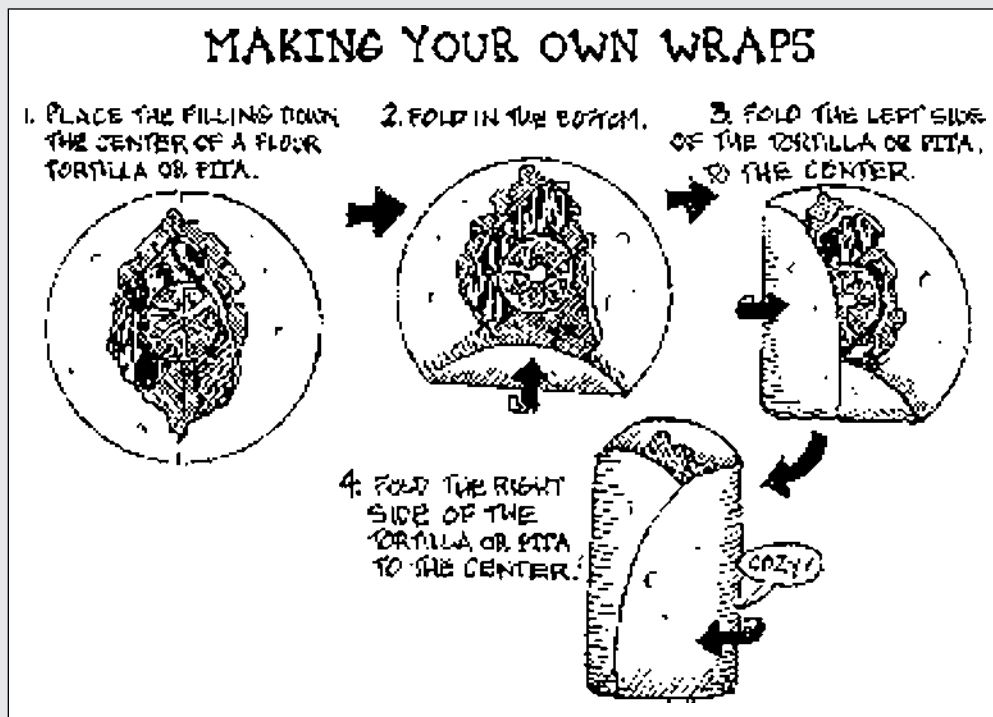 MAKING YOUR OWN WRAPS
1. PLACE THE FILLING DOWN
THE CENTER OF A FLOUR
TORTILLA OR PITA.
2. FOLD IN THE BOTTOM.
3. FOLD THE LEFT SIDE
OF THE TORTILLA OR PITA,
TO THE CENTER.
4. FOLD THE RIGHT
SIDE OF THE
TORTILLA OR PITA
TO THE CENTER.
COZY!